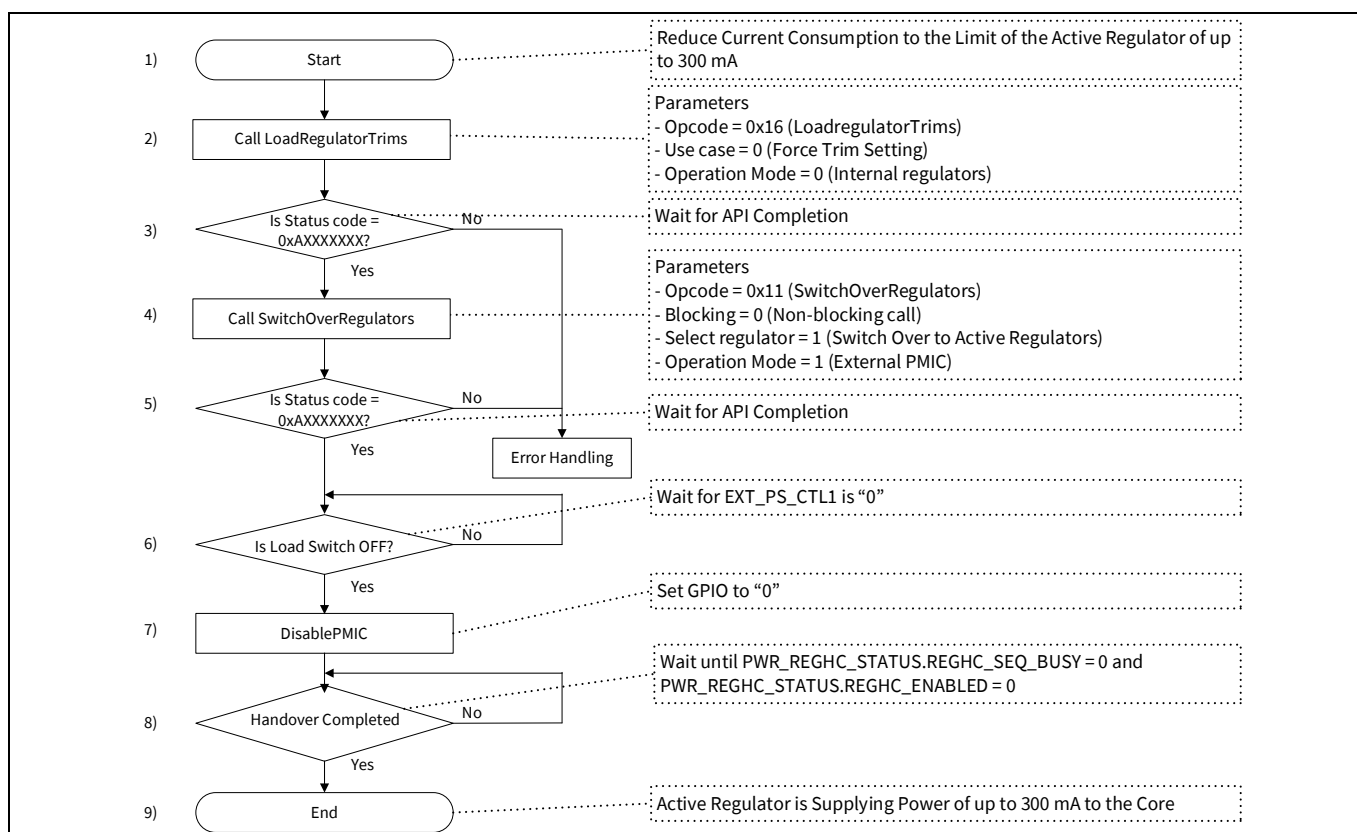 1)
Start
Reduce Current Consumption to the Limit of the Active Regulator of up
to 300 mA
2)
Call LoadRegulatorTrims
Parameters
- Opcode = 0x16 (LoadregulatorTrims)
- Use case = 0 (Force Trim Setting)
- Operation Mode = 0 (Internal regulators)
3)
Is Status code =
0xAXXXXXXX?
No
Yes
Wait for API Completion
4)
Call SwitchOverRegulators
Parameters
- Opcode = 0x11 (SwitchOverRegulators)
- Blocking = 0 (Non-blocking call)
- Select regulator = 1 (Switch Over to Active Regulators)
- Operation Mode = 1 (External PMIC)
5)
Is Status code =
0xAXXXXXXX?
No
Yes
Wait for API Completion
Error Handling
6)
Is Load Switch OFF?
No
Yes
Wait for EXT_PS_CTL1 is “0”
7)
DisablePMIC
Set GPIO to “0”
8)
Handover Completed
No
Yes
Wait until PWR_REGHC_STATUS.REGHC_SEQ_BUSY = 0 and
PWR_REGHC_STATUS.REGHC_ENABLED = 0
9)
End
Active Regulator is Supplying Power of up to 300 mA to the Core